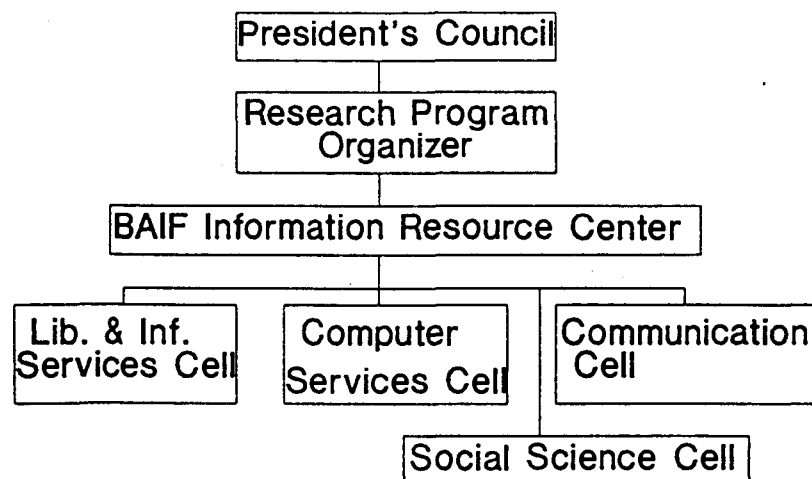 President's Council
Research Program
Organizer
BAIF Information Resource Center
Lib. & Inf.
Services Cell
Computer
Services Cell
Communication
Cell
Social Science Cell